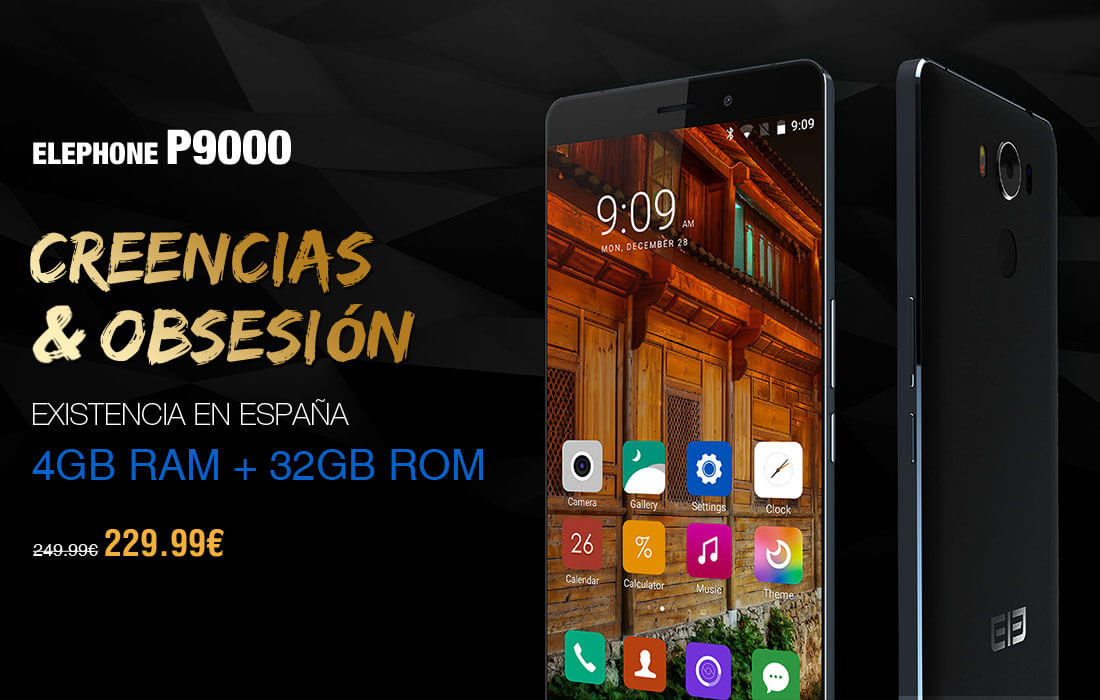 ELEPHONE P9000
CREENCIAS
& OBSESIÓN
EXISTENCIA EN ESPAÑA
4GB RAM + 32GB ROM
249.99€ 229.99€
9:09
9:09 AM
MON, DECEMBER 28
Camera Gallery Settings Clock
26 %
Calendar Calculator Music Theme